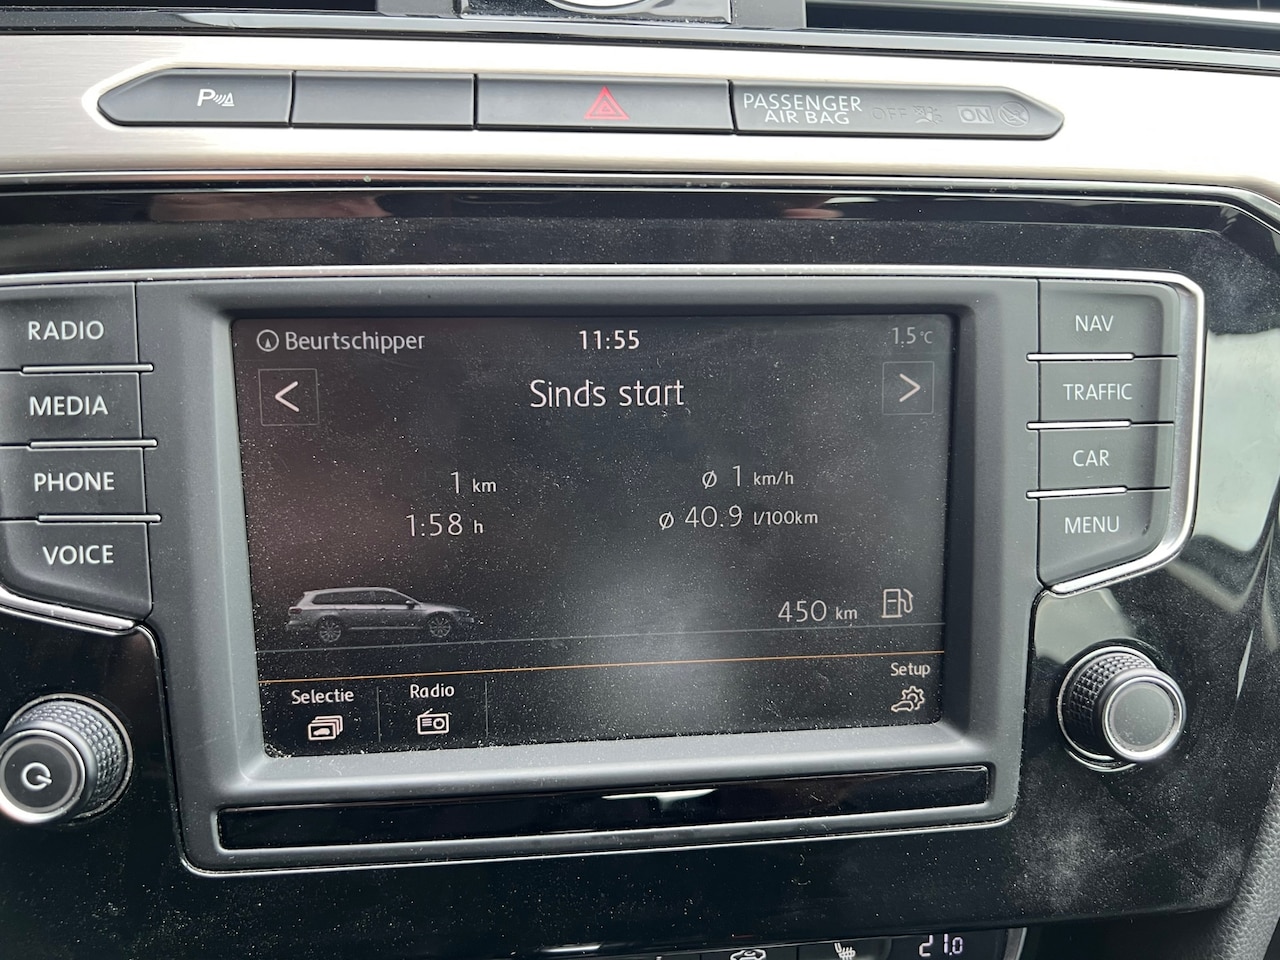 P
PASSENGER
AIR BAG
OFF
ON
RADIO
MEDIA
PHONE
VOICE
Beurtschipper
11:55
1.5°C
<
Sinds start
>
1 km
ø 1 km/h
1:58 h
ø 40.9 l/100km
450 km
Selectie
Radio
Setup
NAV
TRAFFIC
CAR
MENU
21.0